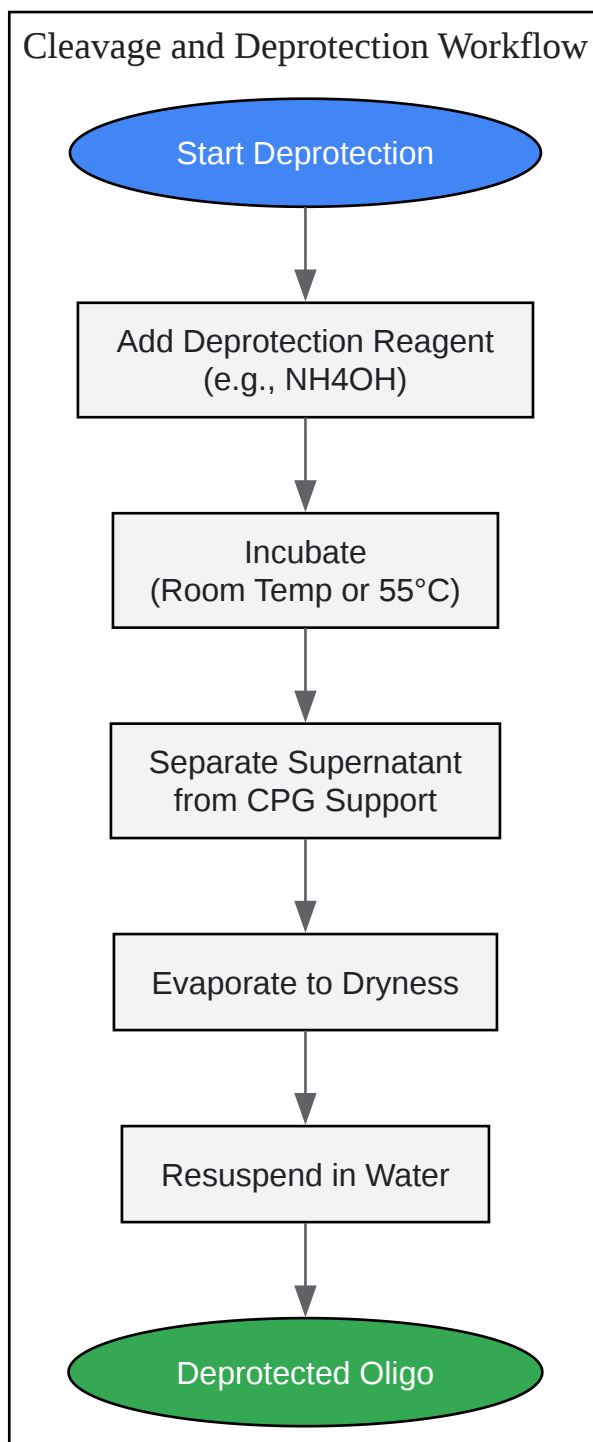 Cleavage and Deprotection Workflow
Start Deprotection
Add Deprotection Reagent
(e.g., NH4OH)
Incubate
(Room Temp or 55°C)
Separate Supernatant
from CPG Support
Evaporate to Dryness
Resuspend in Water
Deprotected Oligo